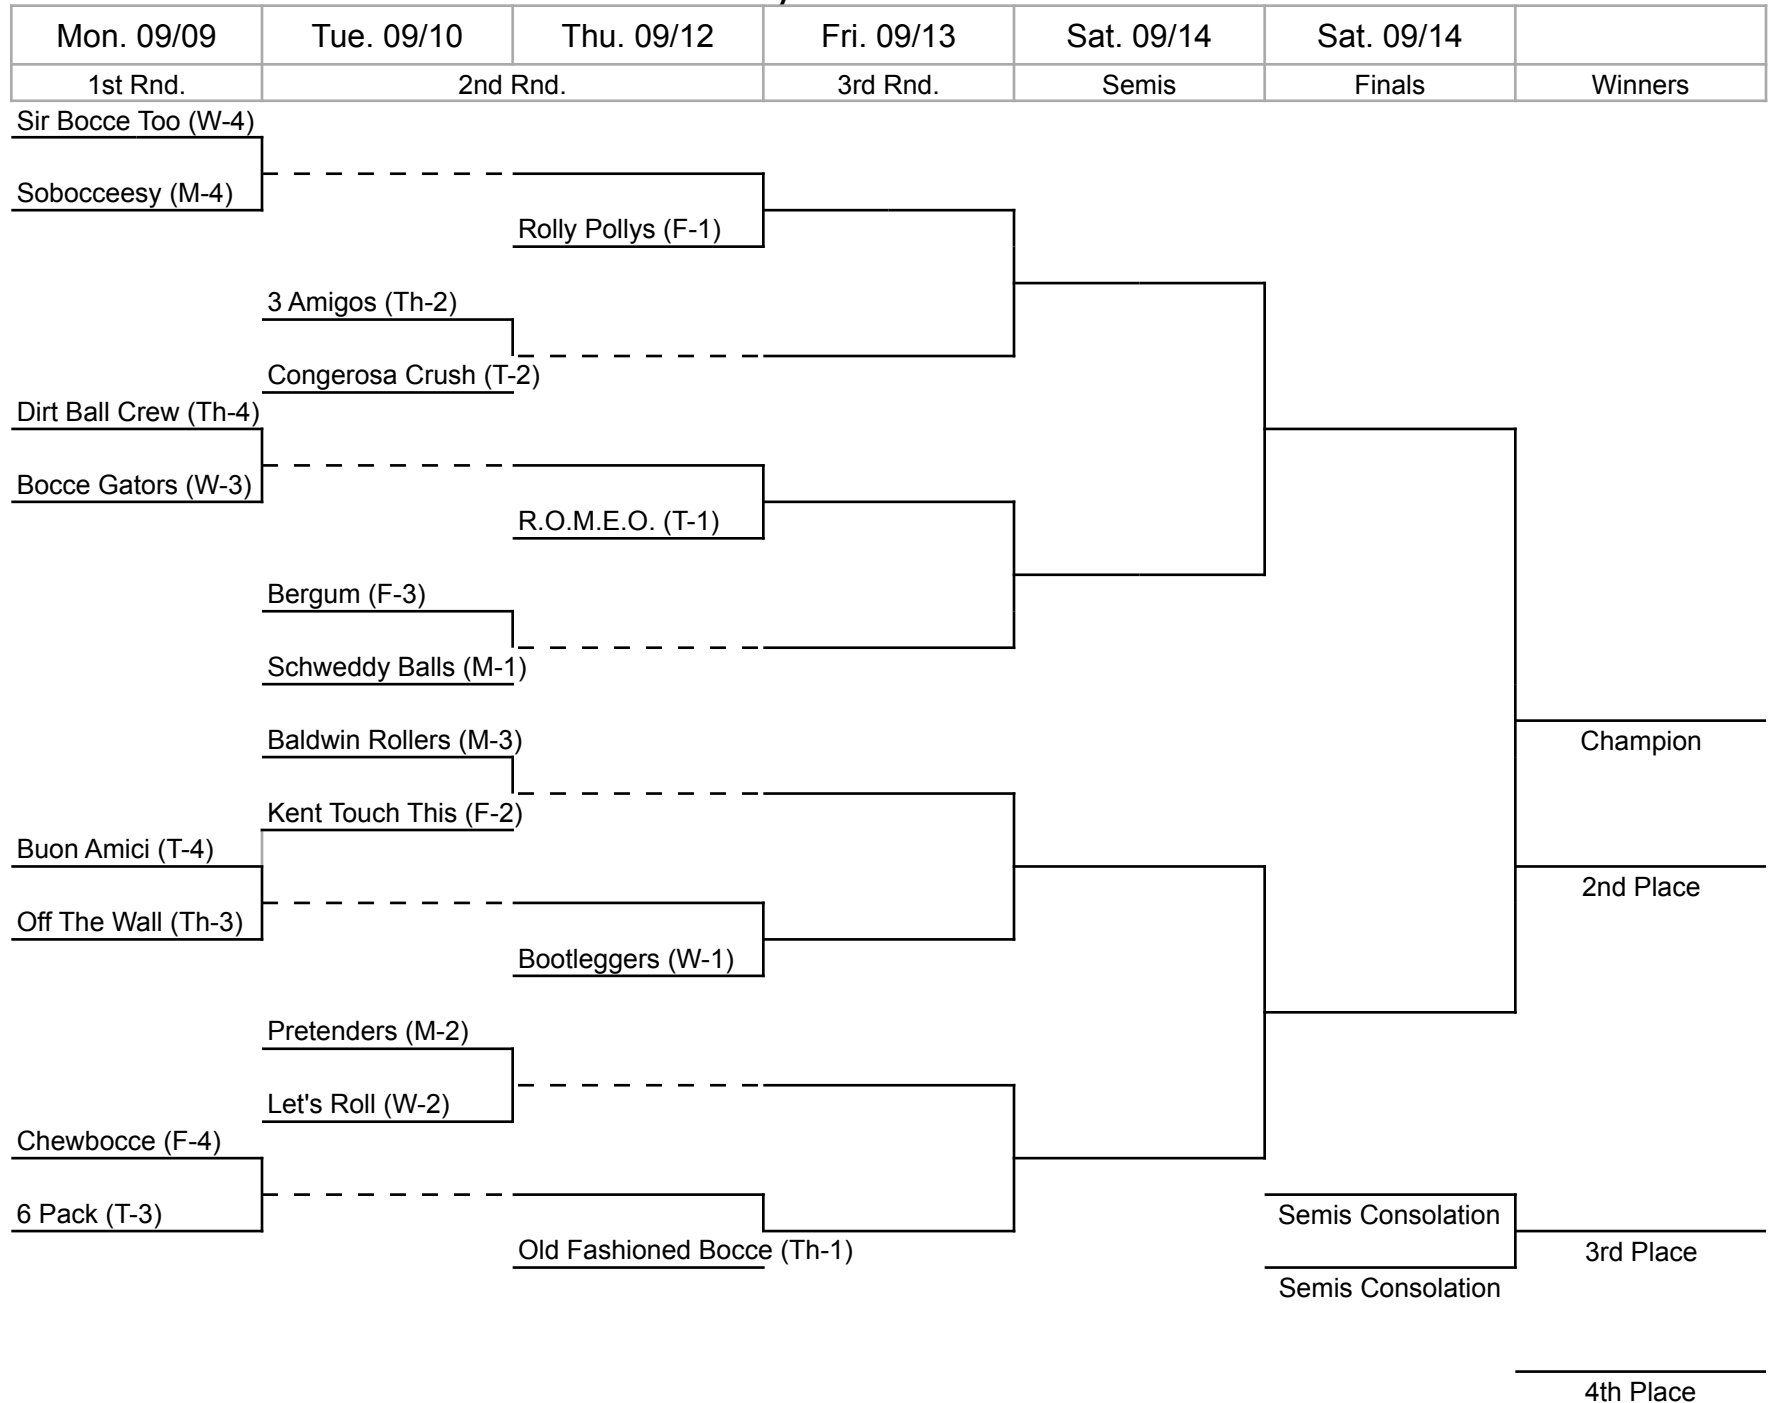 Mon. 09/09 Tue. 09/10 Thu. 09/12 Fri. 09/13 Sat. 09/14 Sat. 09/14
1st Rnd. 2nd Rnd. 3rd Rnd. Semis Finals Winners
Sir Bocce Too (W-4)
Sobocceesy (M-4)
Rolly Pollys (F-1)
3 Amigos (Th-2)
Congerosa Crush (T-2)
Dirt Ball Crew (Th-4)
Bocce Gators (W-3)
R.O.M.E.O. (T-1)
Bergum (F-3)
Schweddy Balls (M-1)
Baldwin Rollers (M-3)
Champion
Kent Touch This (F-2)
Buon Amici (T-4)
2nd Place
Off The Wall (Th-3)
Bootleggers (W-1)
Pretenders (M-2)
Let's Roll (W-2)
Chewbocce (F-4)
6 Pack (T-3)
Semis Consolation
Old Fashioned Bocce (Th-1)
3rd Place
Semis Consolation
4th Place